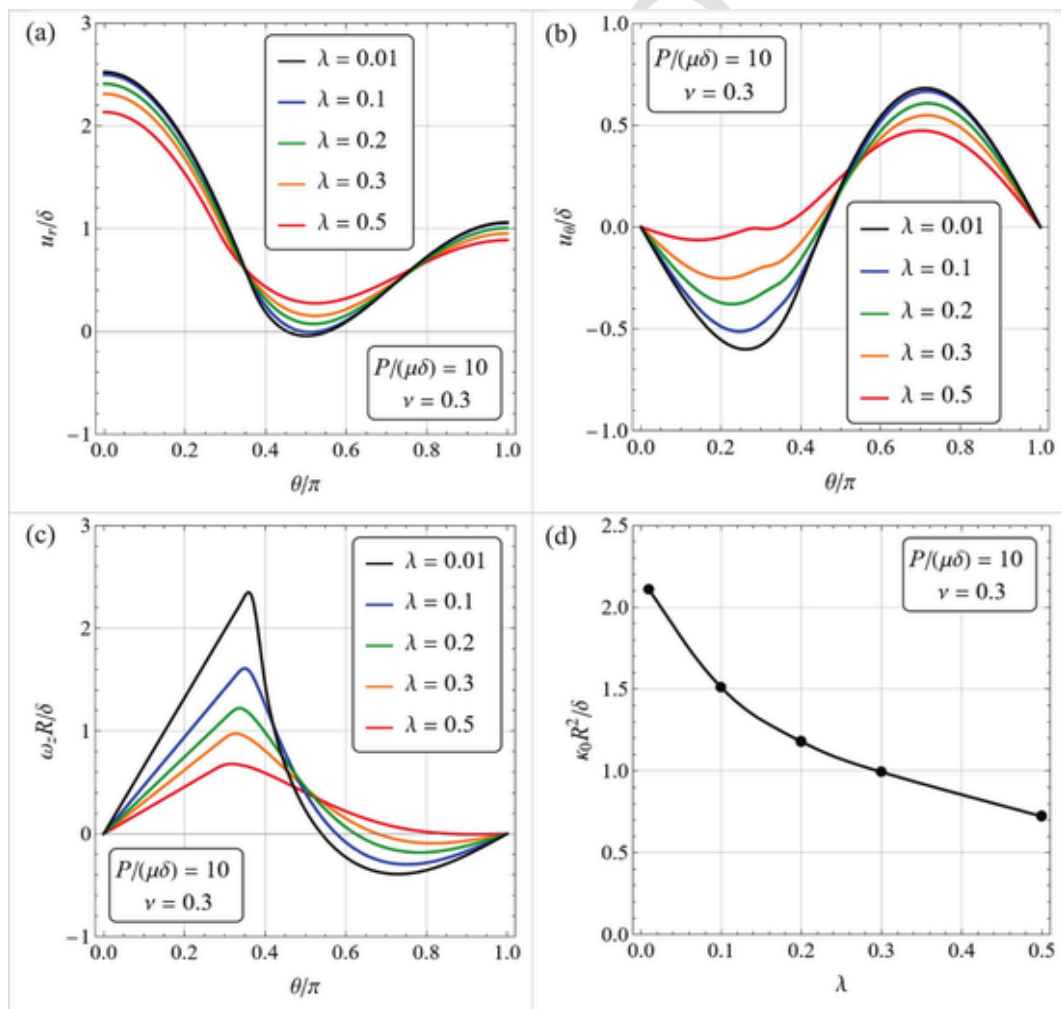 (a)
3
2
1
0
−1
u_r/δ
λ = 0.01
λ = 0.1
λ = 0.2
λ = 0.3
λ = 0.5
P/(μδ) = 10
ν = 0.3
0.0 0.2 0.4 0.6 0.8 1.0
θ/π
(b)
1.0
0.5
0.0
−0.5
−1.0
u_θ/δ
P/(μδ) = 10
ν = 0.3
λ = 0.01
λ = 0.1
λ = 0.2
λ = 0.3
λ = 0.5
0.0 0.2 0.4 0.6 0.8 1.0
θ/π
(c)
3
2
1
0
−1
ω_z R/δ
λ = 0.01
λ = 0.1
λ = 0.2
λ = 0.3
λ = 0.5
P/(μδ) = 10
ν = 0.3
0.0 0.2 0.4 0.6 0.8 1.0
θ/π
(d)
2.5
2.0
1.5
1.0
0.5
0.0
κ₀R²/δ
P/(μδ) = 10
ν = 0.3
0.0 0.1 0.2 0.3 0.4 0.5
λ